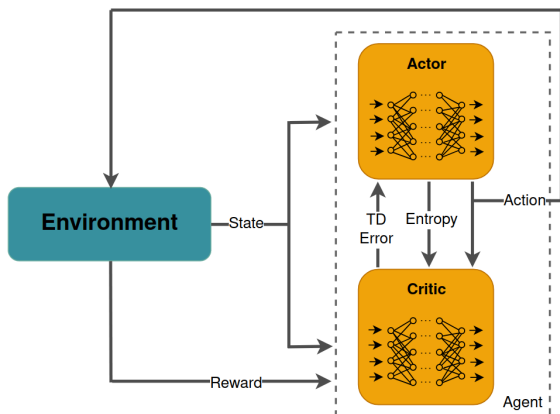 Actor
Environment
State
TD
Error
Entropy
Action
Critic
Reward
Agent